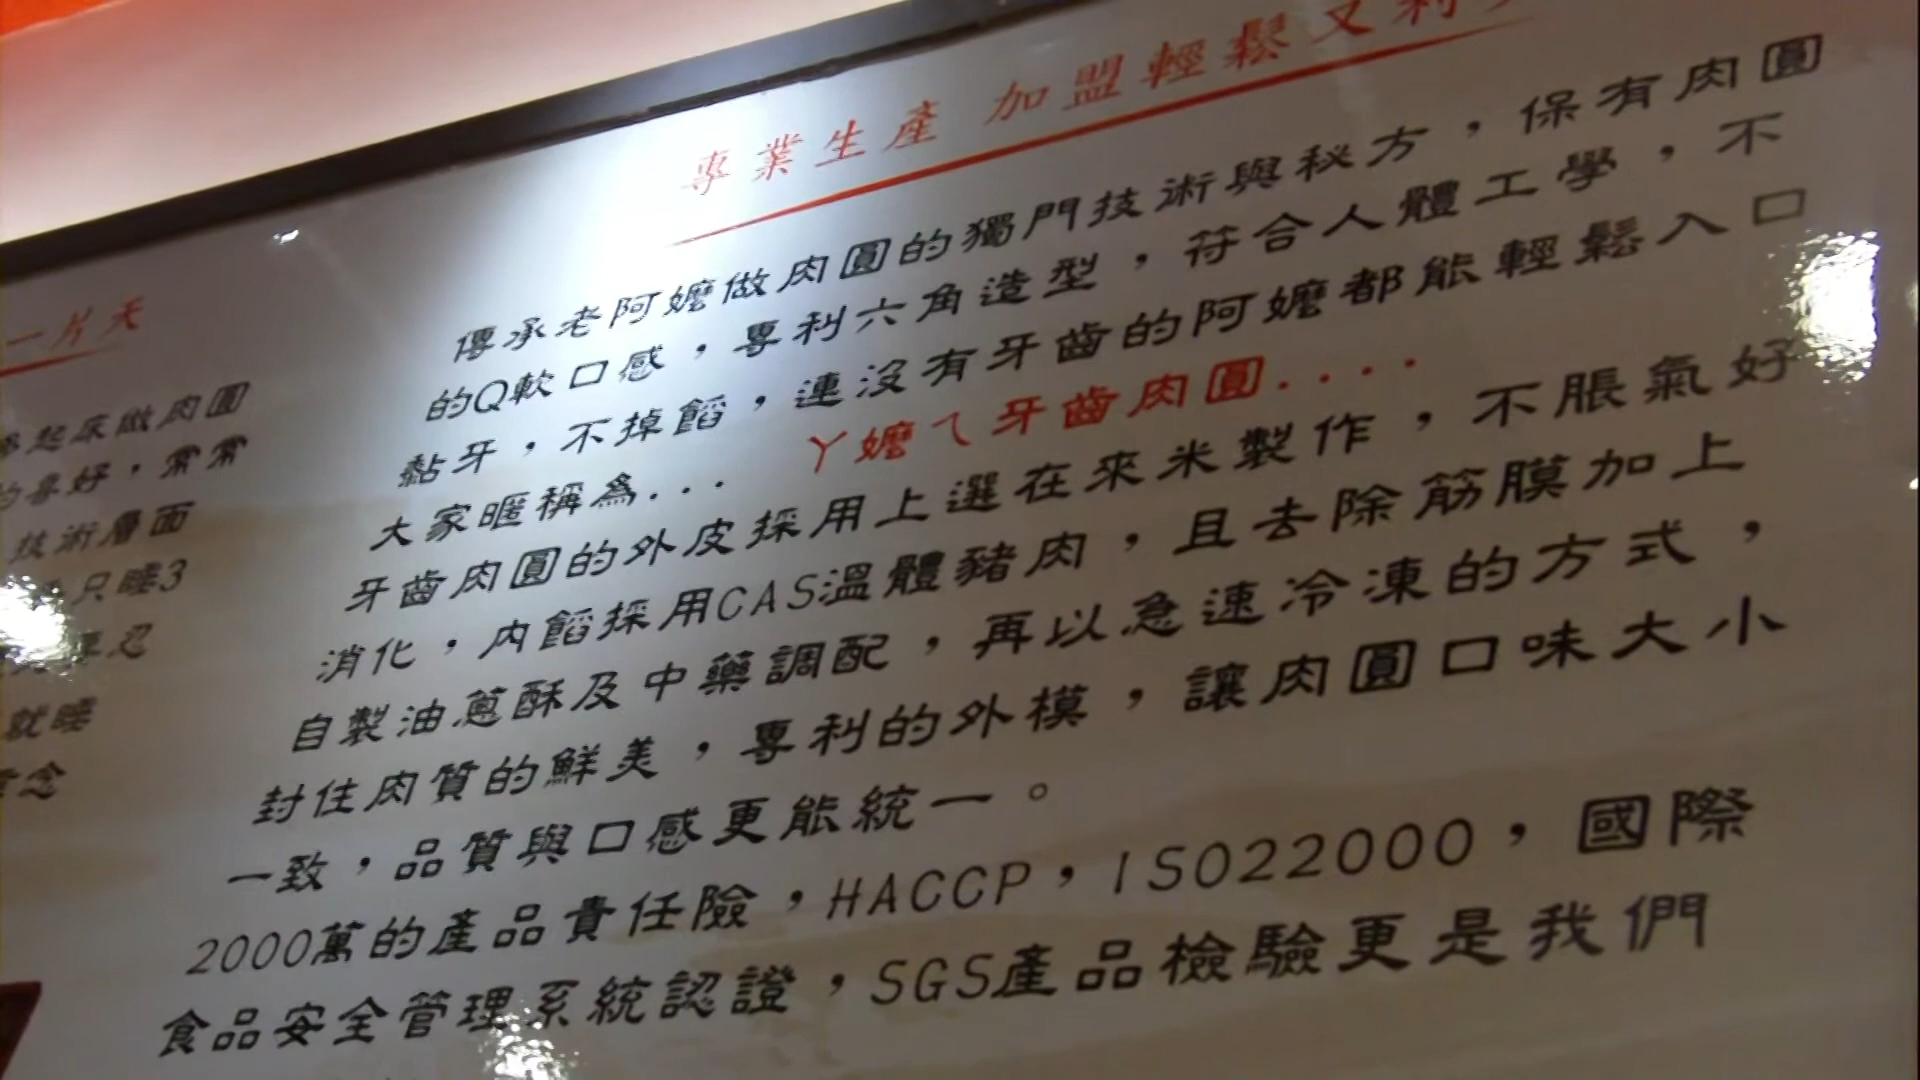 一片天
起床做肉圓
的喜好，常常
技術層面
只睡3
忍
就睡
念
專業生產 加盟輕鬆又利
傳承老阿嬤做肉圓的獨門技術與秘方，保有肉圓
的Q軟口感，專利六角造型，符合人體工學，不
黏牙，不掉餡，連沒有牙齒的阿嬤都能輕鬆入口
大家暱稱為... ㄚ嬤ㄟ牙齒肉圓....
牙齒肉圓的外皮採用上選在來米製作，不脹氣好
消化，內餡採用CAS溫體豬肉，且去除筋膜加上
自製油蔥酥及中藥調配，再以急速冷凍的方式，
封住肉質的鮮美，專利的外模，讓肉圓口味大小
一致，品質與口感更能統一。
2000萬的產品責任險，HACCP，ISO22000，國際
食品安全管理系統認證，SGS產品檢驗更是我們